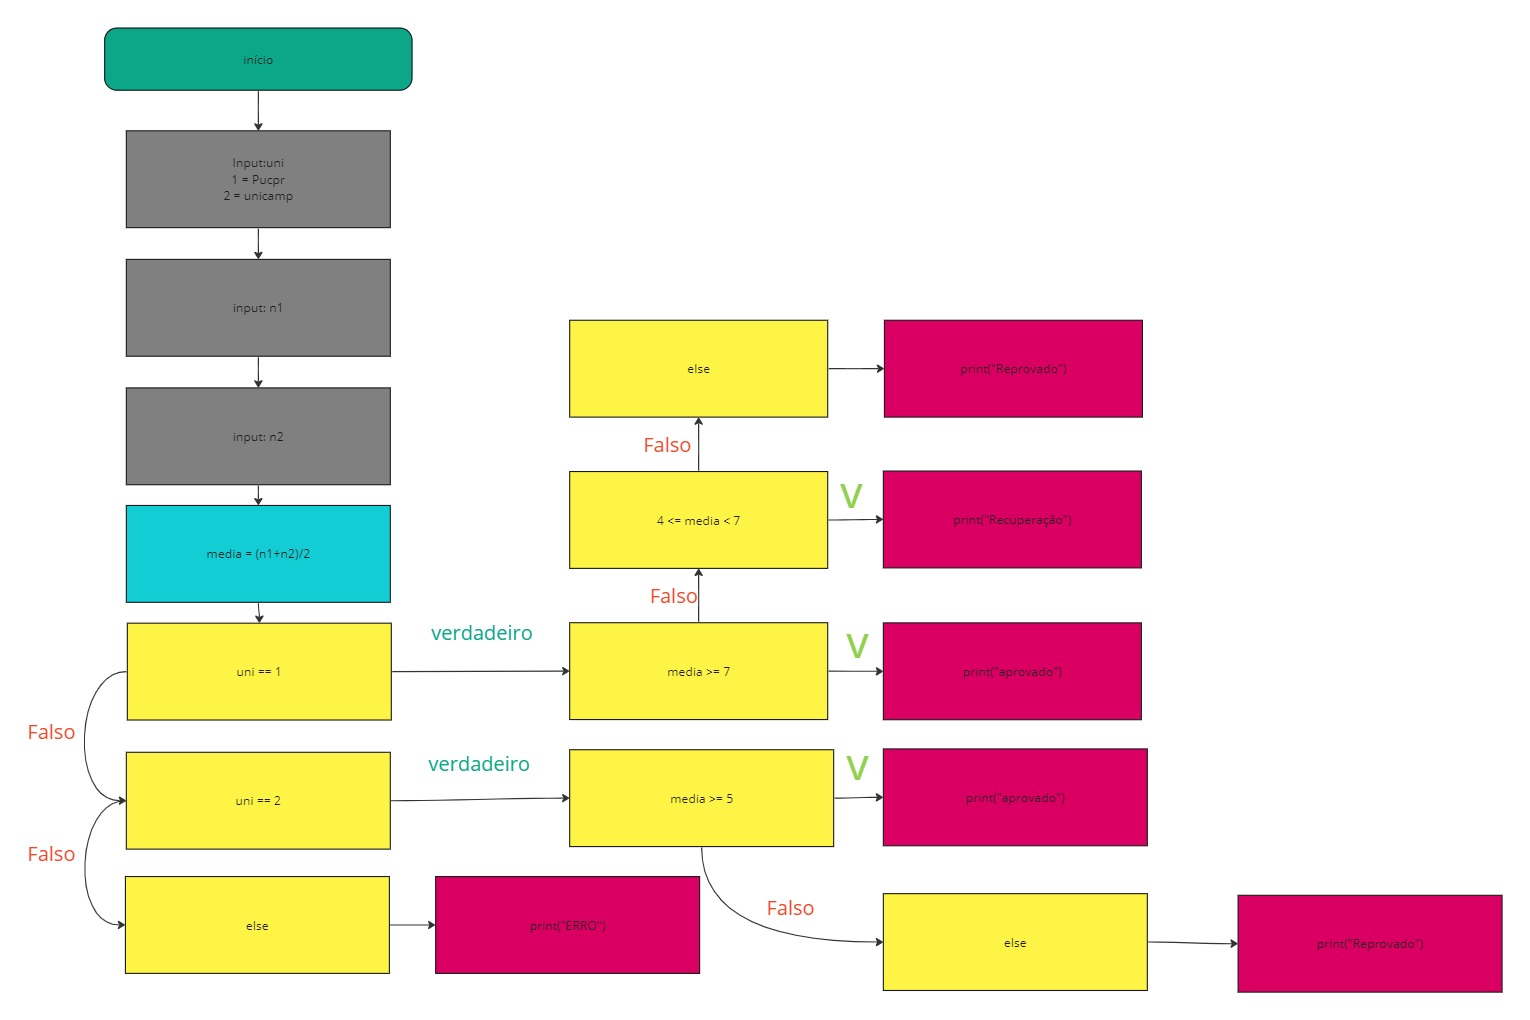 início
Input:uni
1 = Pucpr
2 = unicamp
input: n1
input: n2
media = (n1+n2)/2
else
print("Reprovado")
Falso
4 <= media < 7
V
print("Recuperação")
Falso
uni == 1
verdadeiro
media >= 7
V
print("aprovado")
Falso
uni == 2
verdadeiro
media >= 5
V
print("aprovado")
Falso
else
print("ERRO")
Falso
else
print("Reprovado")